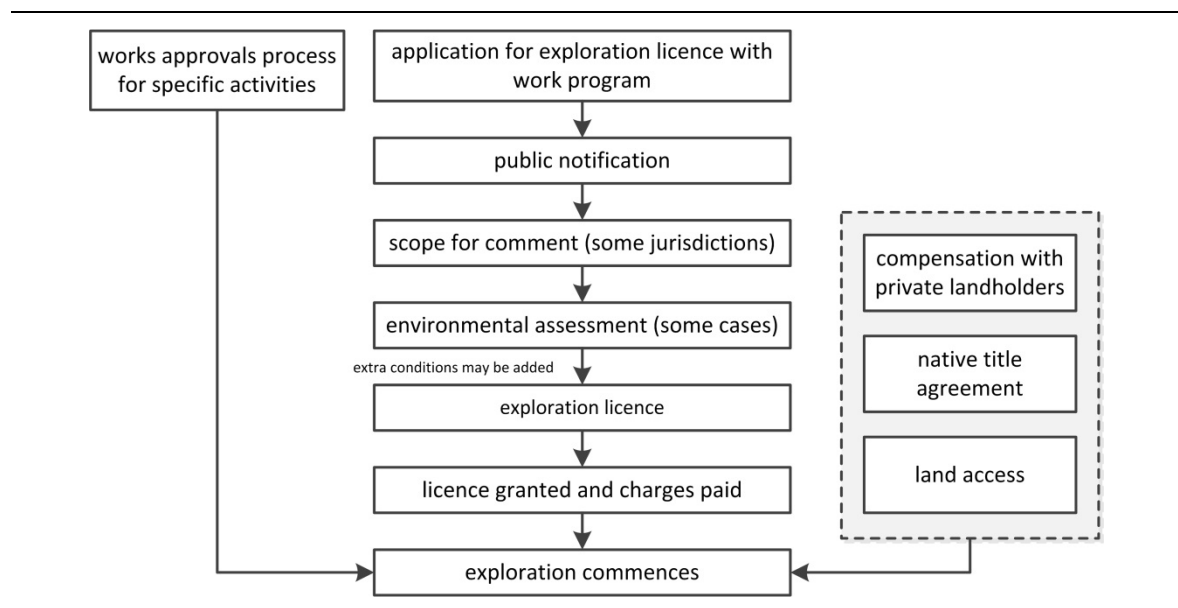 works approvals process
for specific activities
application for exploration licence with
work program
public notification
scope for comment (some jurisdictions)
environmental assessment (some cases)
extra conditions may be added
exploration licence
licence granted and charges paid
exploration commences
compensation with
private landholders
native title
agreement
land access